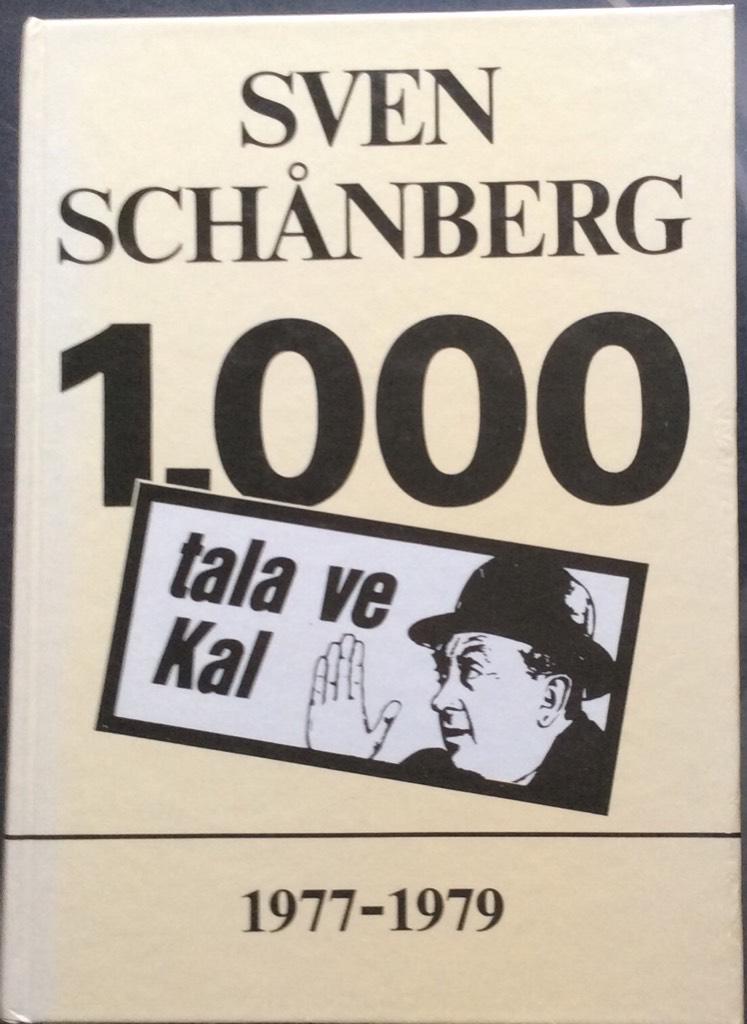 SVEN
SCHÅNBERG
1.000
tala ve
Kal
1977-1979